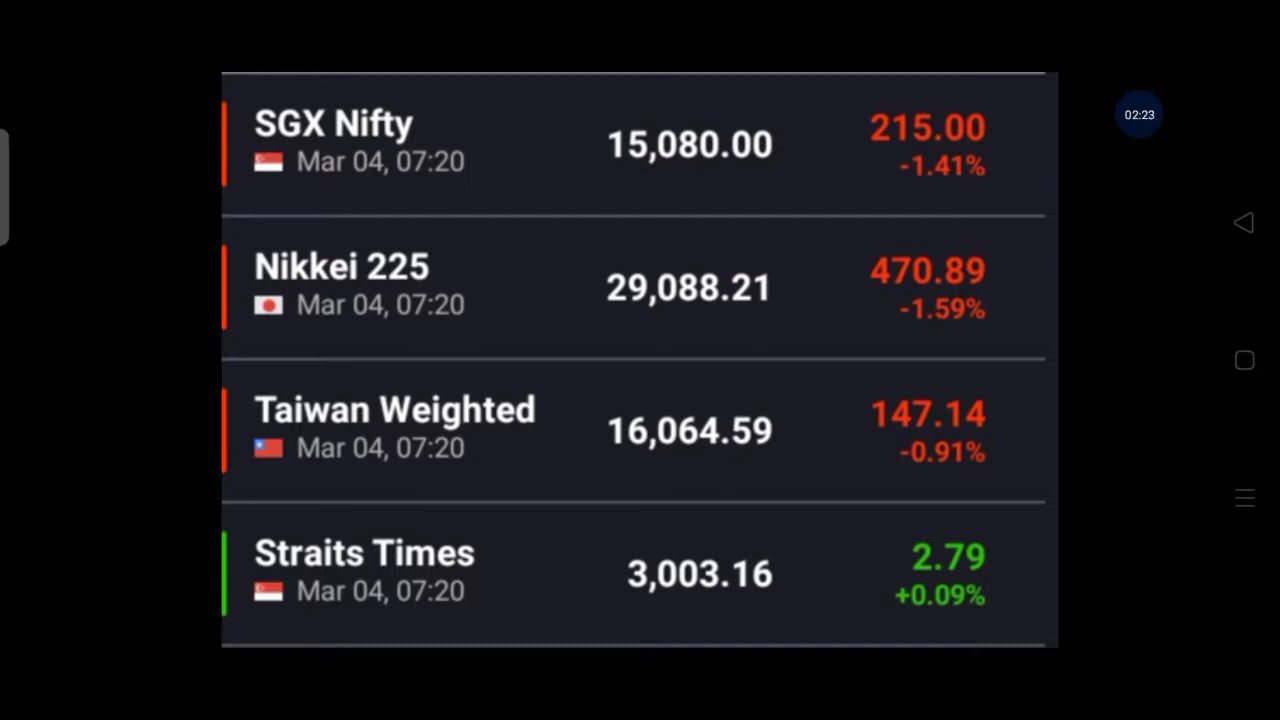 SGX Nifty
Mar 04, 07:20
15,080.00
215.00
-1.41%
02:23
Nikkei 225
Mar 04, 07:20
29,088.21
470.89
-1.59%
Taiwan Weighted
Mar 04, 07:20
16,064.59
147.14
-0.91%
Straits Times
Mar 04, 07:20
3,003.16
2.79
+0.09%